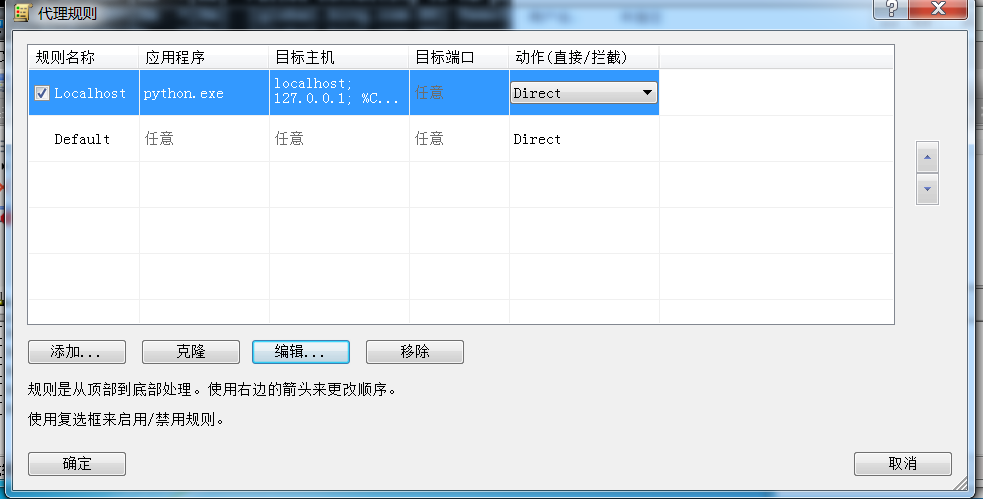 代理规则
规则名称 应用程序 目标主机 目标端口 动作(直接/拦截)
Localhost python.exe localhost; 任意 Direct
127.0.0.1; %C...
Default 任意 任意 任意 Direct
添加... 克隆 编辑... 移除
规则是从顶部到底部处理。使用右边的箭头来更改顺序。
使用复选框来启用/禁用规则。
确定 取消